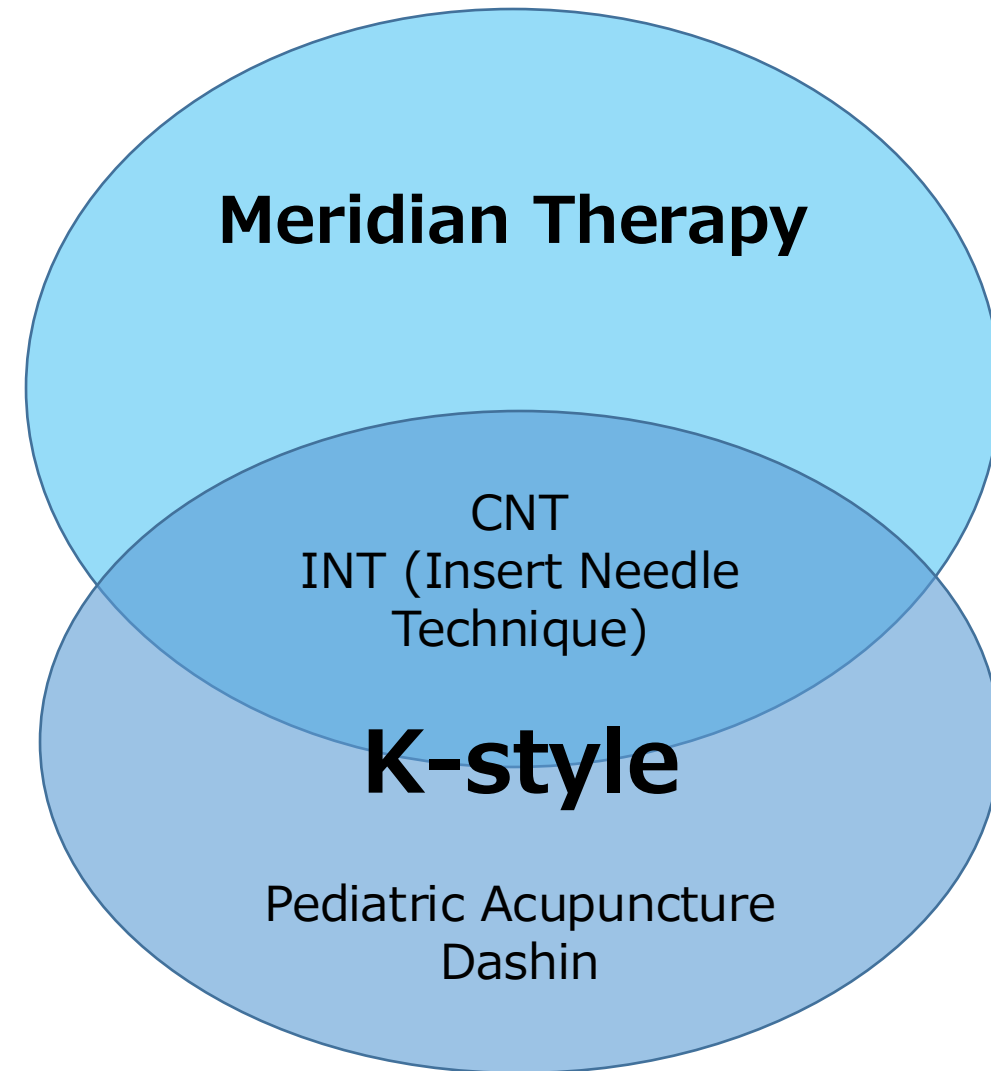 Meridian Therapy
CNT
INT (Insert Needle
Technique)
K-style
Pediatric Acupuncture
Dashin